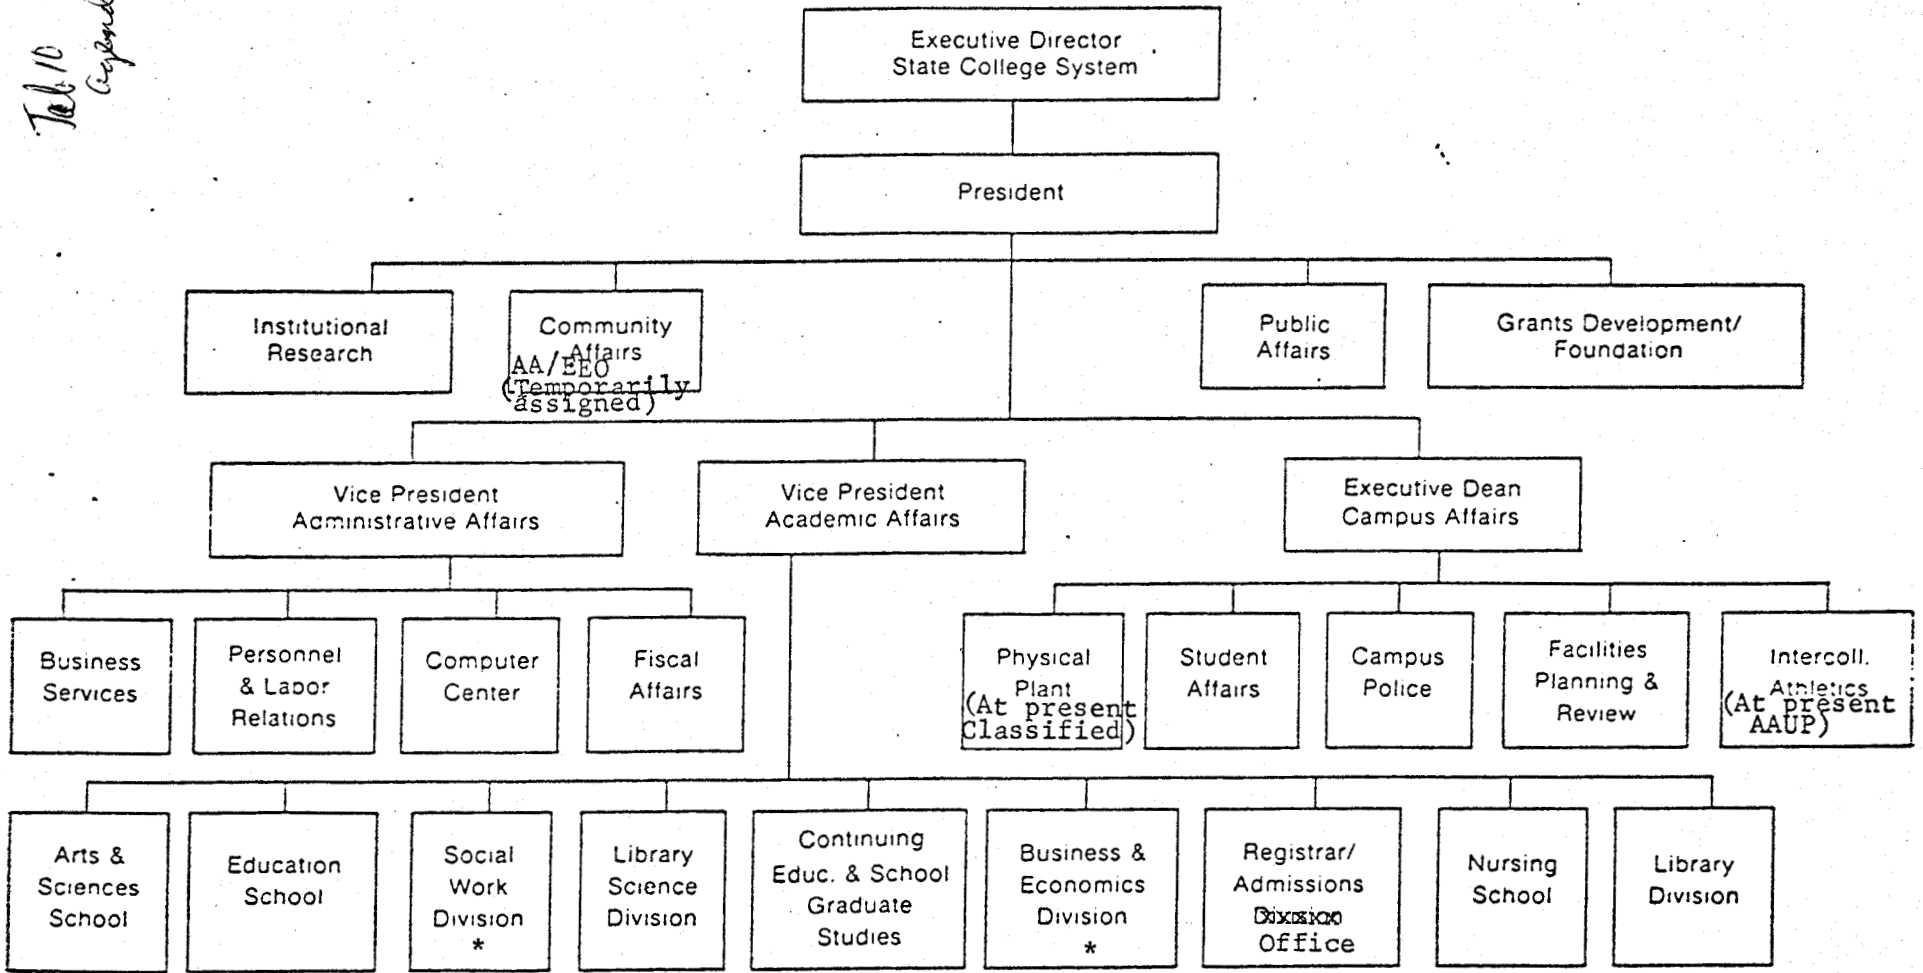 Tab 10
Executive Director
State College System
President
Institutional
Research
Community
Affairs
AA/EEO
(Temporarily
assigned)
Public
Affairs
Grants Development/
Foundation
Vice President
Administrative Affairs
Vice President
Academic Affairs
Executive Dean
Campus Affairs
Business
Services
Personnel
& Labor
Relations
Computer
Center
Fiscal
Affairs
Physical
Plant
(At present
Classified)
Student
Affairs
Campus
Police
Facilities
Planning &
Review
Intercoll.
Athletics
(At present
AAUP)
Arts &
Sciences
School
Education
School
Social
Work
Division
*
Library
Science
Division
Continuing
Educ. & School
Graduate
Studies
Business &
Economics
Division
*
Registrar/
Admissions
Office
Nursing
School
Library
Division